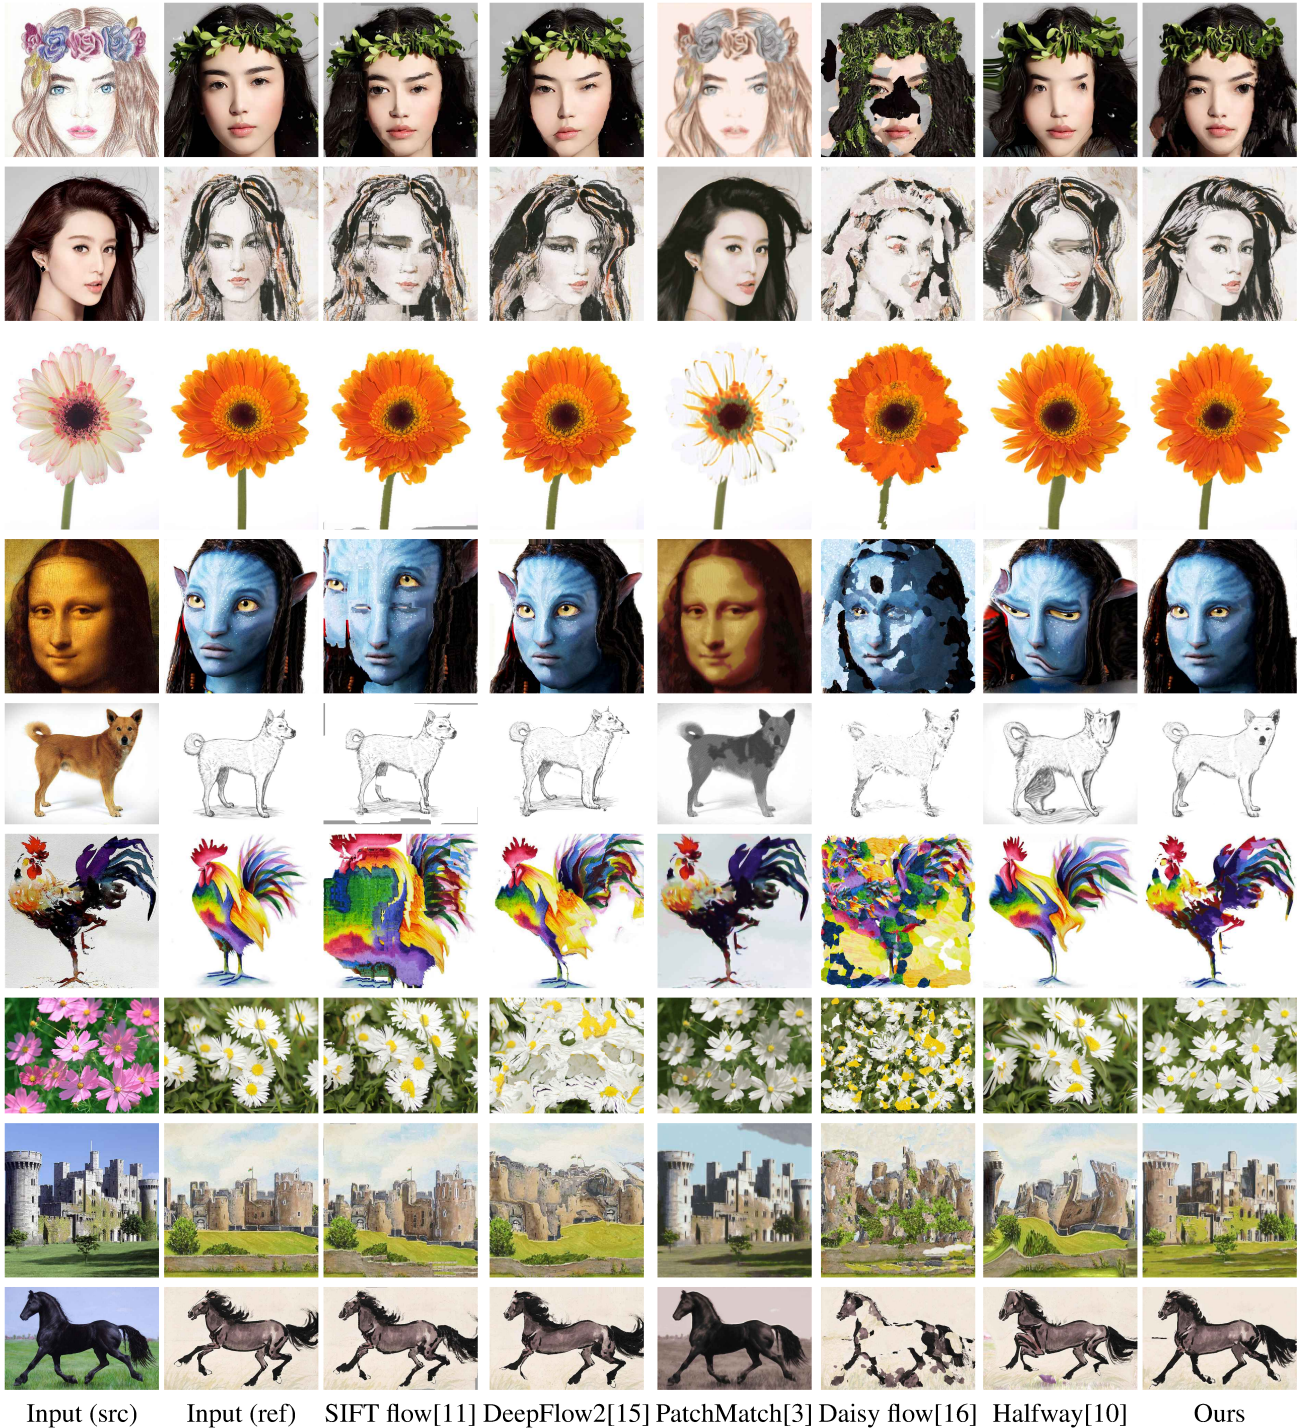 Input (src) Input (ref) SIFT flow[11] DeepFlow2[15] PatchMatch[3] Daisy flow[16] Halfway[10] Ours